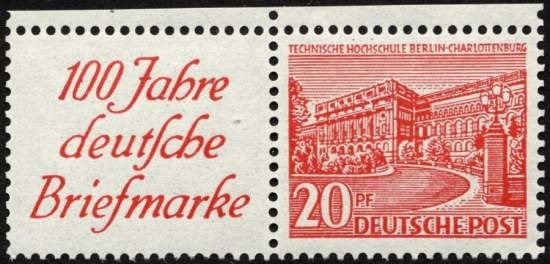 100 Jahre
deutſche
Briefmarke
TECHNISCHE HOCHSCHULE BERLIN-CHARLOTTENBURG
20 PF
DEUTSCHE POST